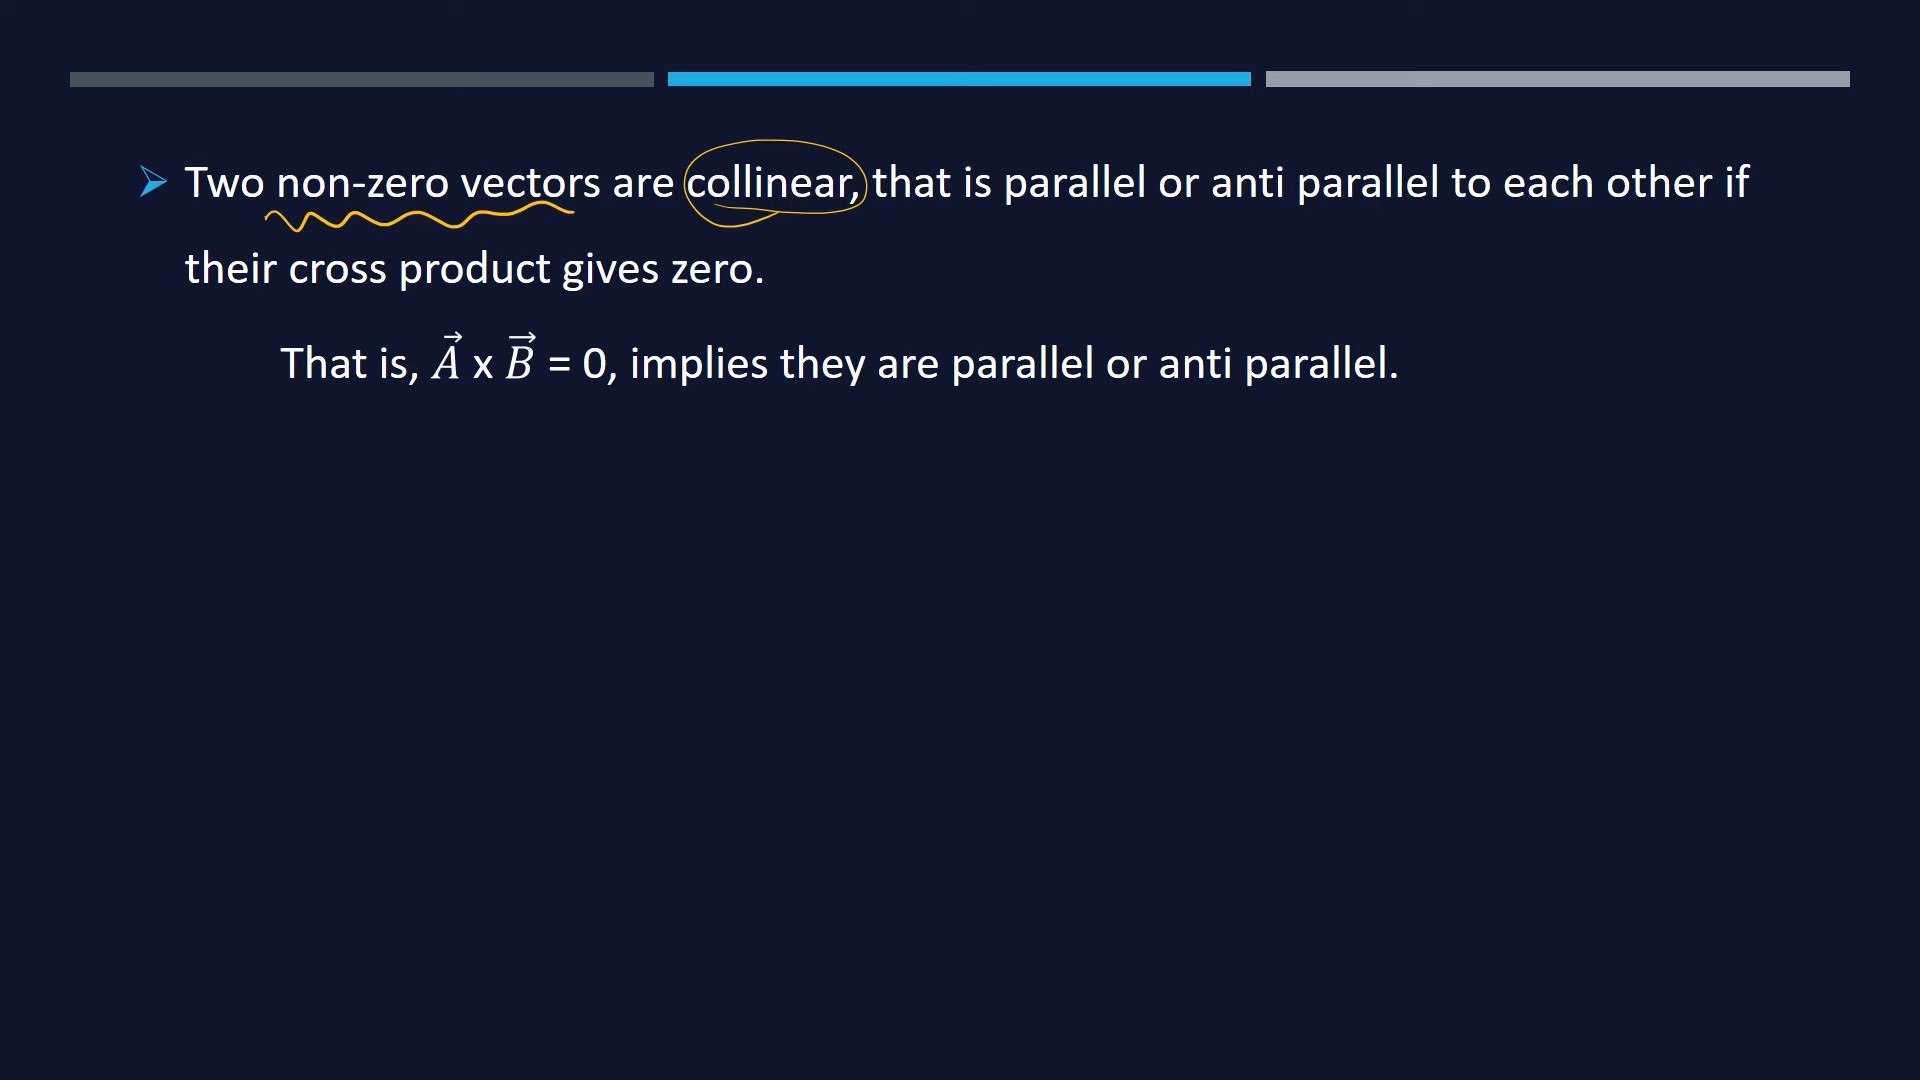 Two non-zero vectors are collinear, that is parallel or anti parallel to each other if
their cross product gives zero.
That is, A⃗ x B⃗ = 0, implies they are parallel or anti parallel.